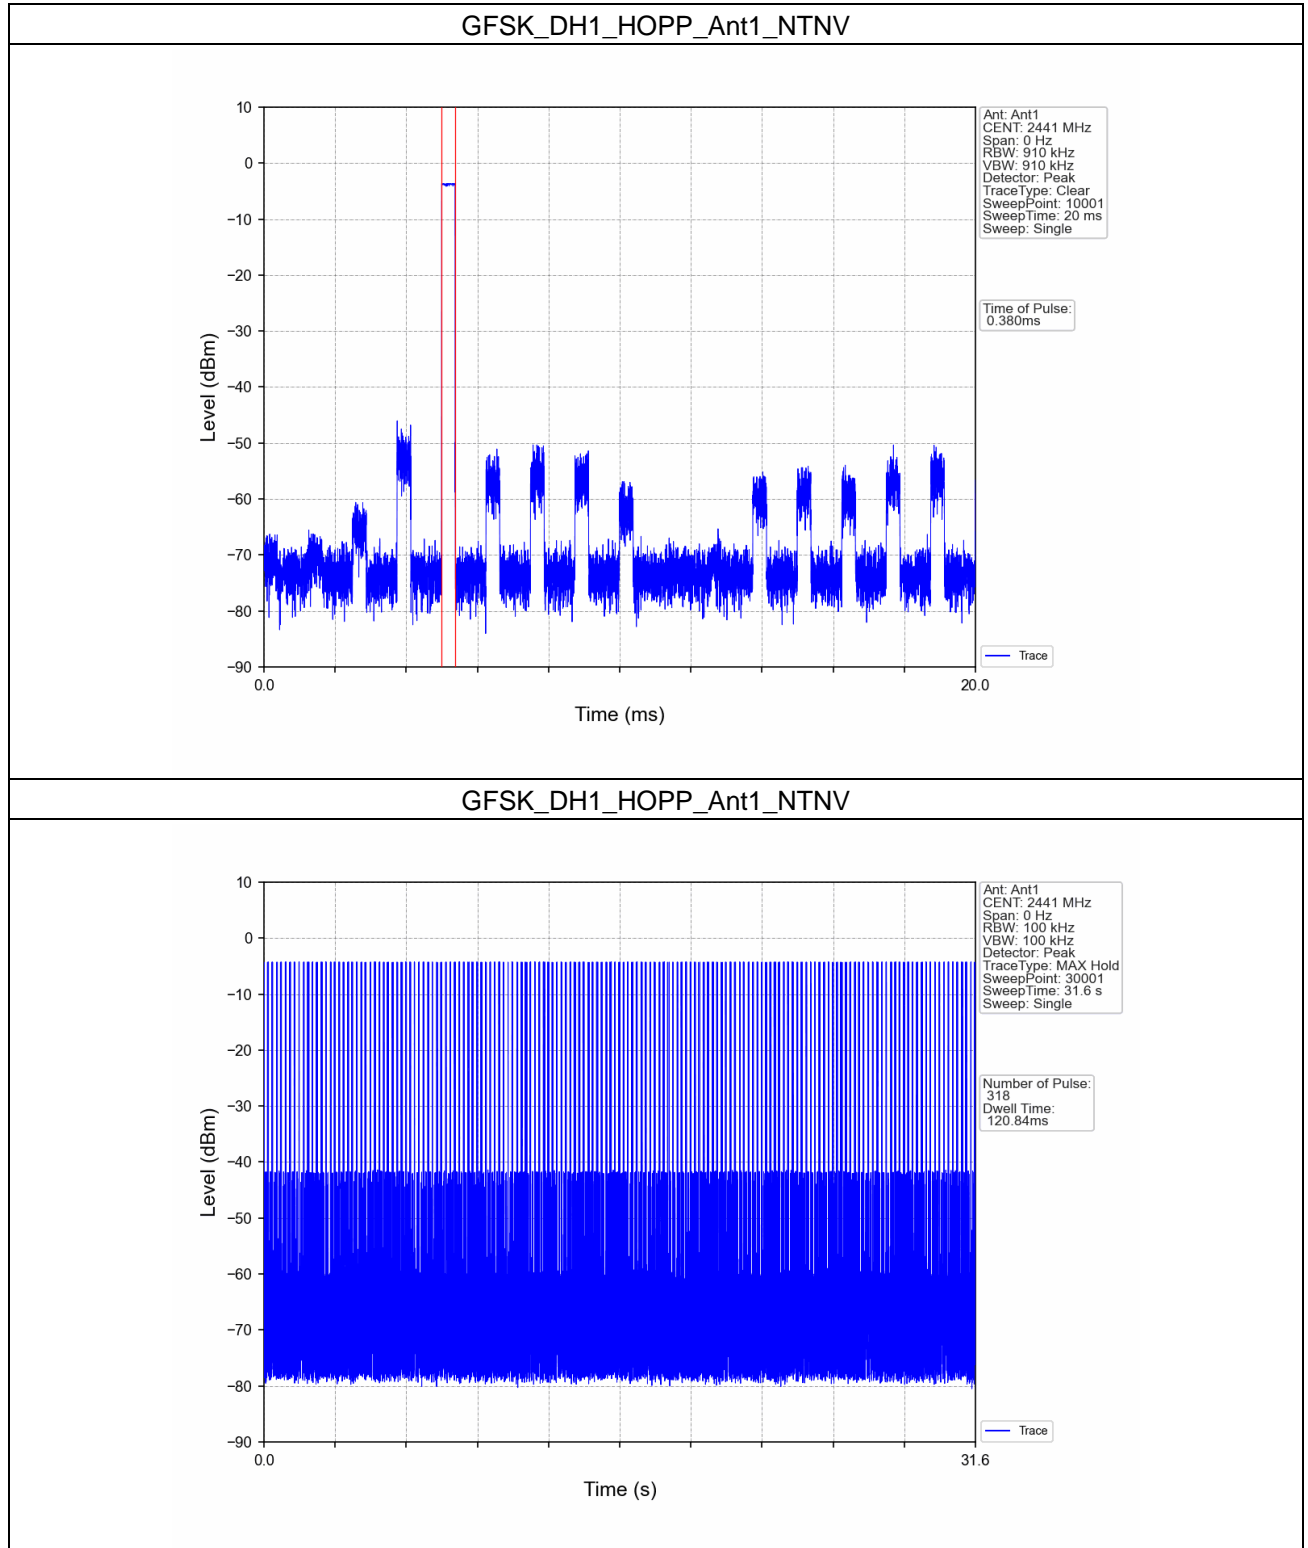 GFSK_DH1_HOPP_Ant1_NTNV
10
0
−10
−20
−30
−40
−50
−60
−70
−80
−90
Level (dBm)
0.0
20.0
Time (ms)
Ant: Ant1
CENT: 2441 MHz
Span: 0 Hz
RBW: 910 kHz
VBW: 910 kHz
Detector: Peak
TraceType: Clear
SweepPoint: 10001
SweepTime: 20 ms
Sweep: Single
Time of Pulse:
0.380ms
Trace
GFSK_DH1_HOPP_Ant1_NTNV
10
0
−10
−20
−30
−40
−50
−60
−70
−80
−90
Level (dBm)
0.0
31.6
Time (s)
Ant: Ant1
CENT: 2441 MHz
Span: 0 Hz
RBW: 100 kHz
VBW: 100 kHz
Detector: Peak
TraceType: MAX Hold
SweepPoint: 30001
SweepTime: 31.6 s
Sweep: Single
Number of Pulse:
318
Dwell Time:
120.84ms
Trace